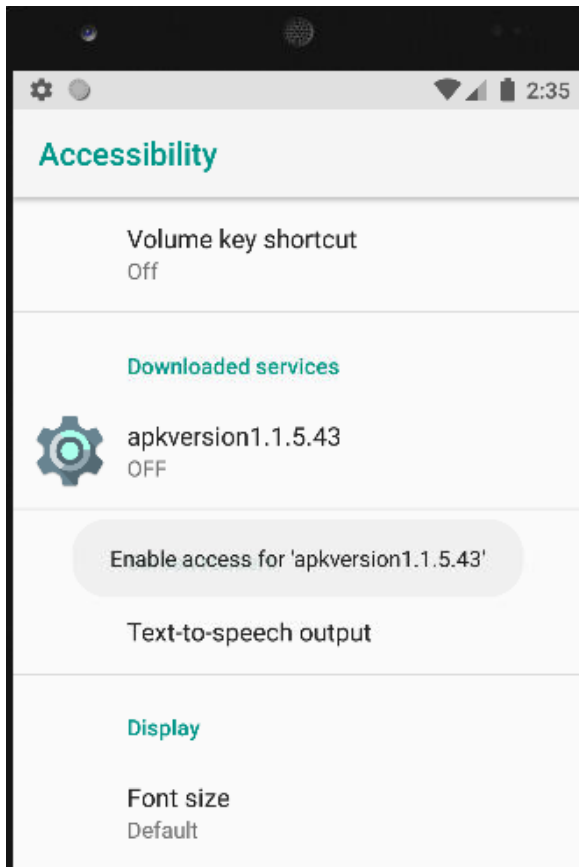 2:35
Accessibility
Volume key shortcut
Off
Downloaded services
apkversion1.1.5.43
OFF
Enable access for 'apkversion1.1.5.43'
Text-to-speech output
Display
Font size
Default